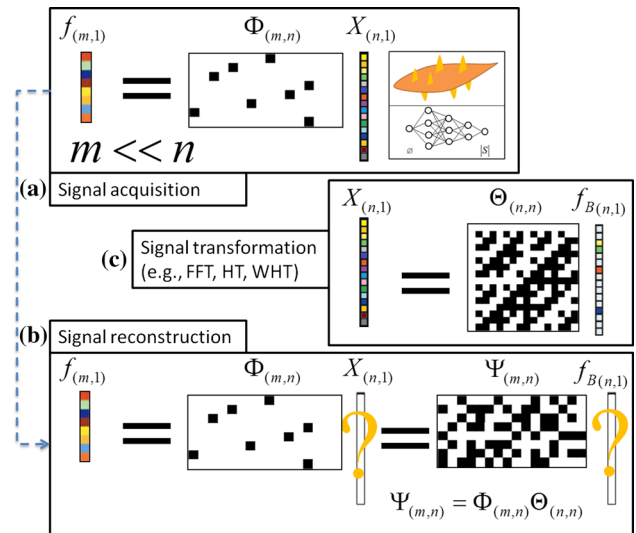 f(m,1) Φ(m,n) X(n,1)
=
m << n
∅ |S|
(a) Signal acquisition
X(n,1) Θ(n,n) fB(n,1)
=
(c) Signal transformation
(e.g., FFT, HT, WHT)
(b) Signal reconstruction
f(m,1) Φ(m,n) X(n,1) Ψ(m,n) fB(n,1)
= ? = ?
Ψ(m,n) = Φ(m,n)Θ(n,n)